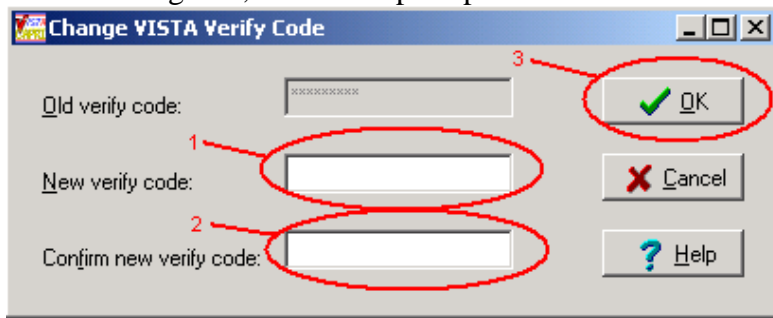 Change VISTA Verify Code
3
Old verify code:
xxxxxxxxx
OK
1
New verify code:
Cancel
2
Confirm new verify code:
Help